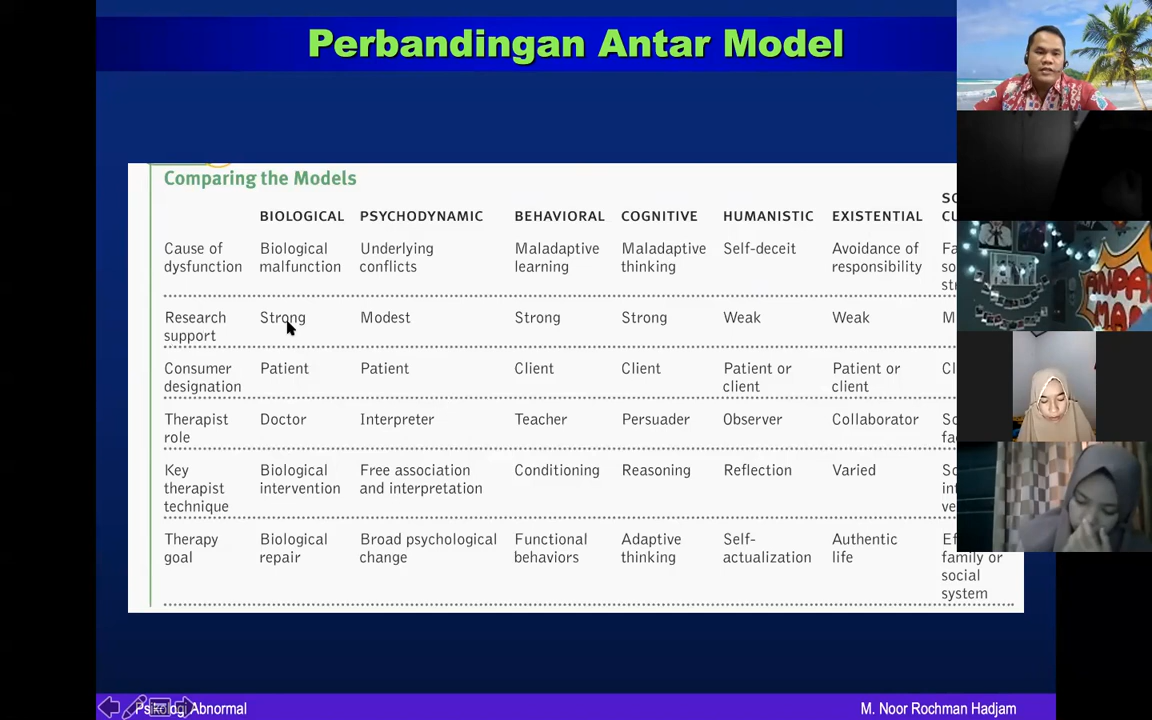 Perbandingan Antar Model
Comparing the Models
BIOLOGICAL PSYCHODYNAMIC BEHAVIORAL COGNITIVE HUMANISTIC EXISTENTIAL
Cause of Biological Underlying Maladaptive Maladaptive Self-deceit Avoidance of
dysfunction malfunction conflicts learning thinking responsibility
Research Strong Modest Strong Strong Weak Weak
support
Consumer Patient Patient Client Client Patient or Patient or
designation client client
Therapist Doctor Interpreter Teacher Persuader Observer Collaborator
role
Key Biological Free association Conditioning Reasoning Reflection Varied
therapist intervention and interpretation
technique
Therapy Biological Broad psychological Functional Adaptive Self- Authentic
goal repair change behaviors thinking actualization life family or
social
system
Abnormal
M. Noor Rochman Hadjam